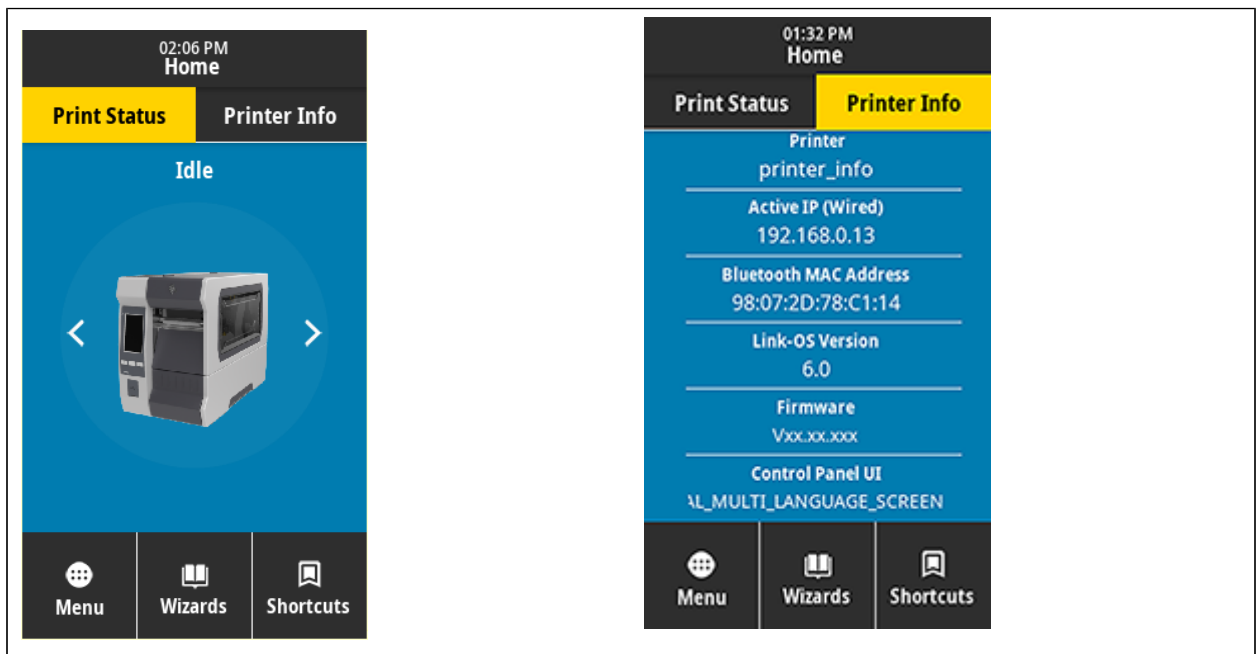 02:06 PM
Home
Print Status Printer Info
Idle
Menu Wizards Shortcuts
01:32 PM
Home
Print Status Printer Info
Printer
printer_info
Active IP (Wired)
192.168.0.13
Bluetooth MAC Address
98:07:2D:78:C1:14
Link-OS Version
6.0
Firmware
Vxx.xx.xxx
Control Panel UI
AL_MULTI_LANGUAGE_SCREEN
Menu Wizards Shortcuts